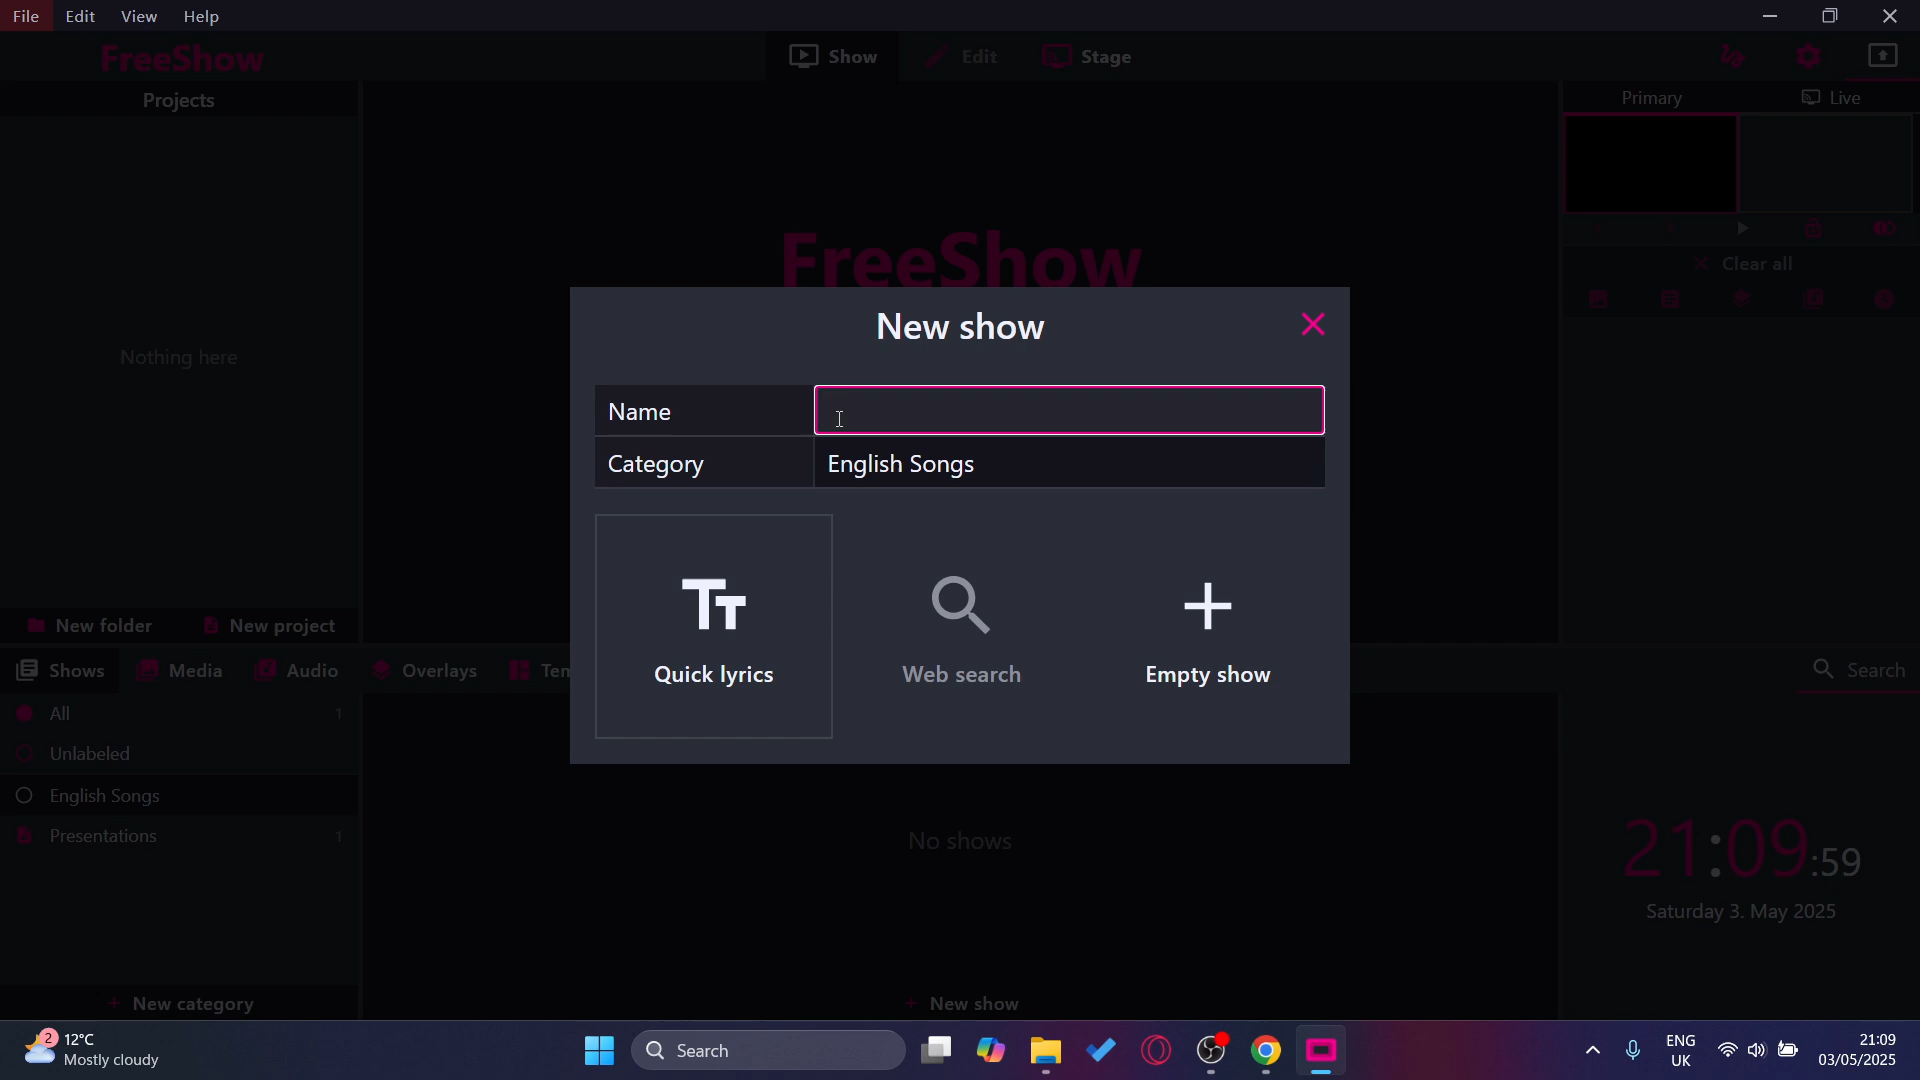 File Edit View Help
FreeShow
Show Edit Stage
Projects
Primary Live
FreeShow
Clear all
New show
Name
Category English Songs
Nothing here
Quick lyrics Web search Empty show
New folder New project
Shows Media Audio Overlays Tem
Search
All 1
Unlabeled
English Songs
Presentations 1
No shows
21:09:59
Saturday 3. May 2025
New category
New show
2
12°C
Mostly cloudy
Search
ENG
UK
21:09
03/05/2025